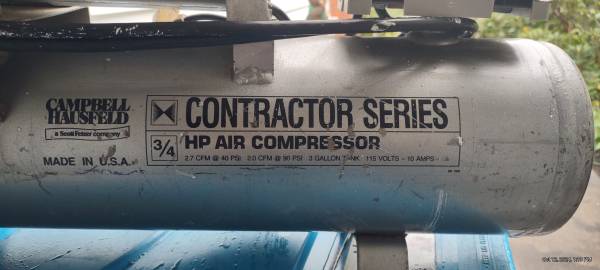 CAMPBELL
HAUSFELD
a Scott Fetzer company
MADE IN U.S.A.
CONTRACTOR SERIES
3/4 HP AIR COMPRESSOR
2.7 CFM @ 40 PSI 2.0 CFM @ 90 PSI 3 GALLON TANK 115 VOLTS - 10 AMPS